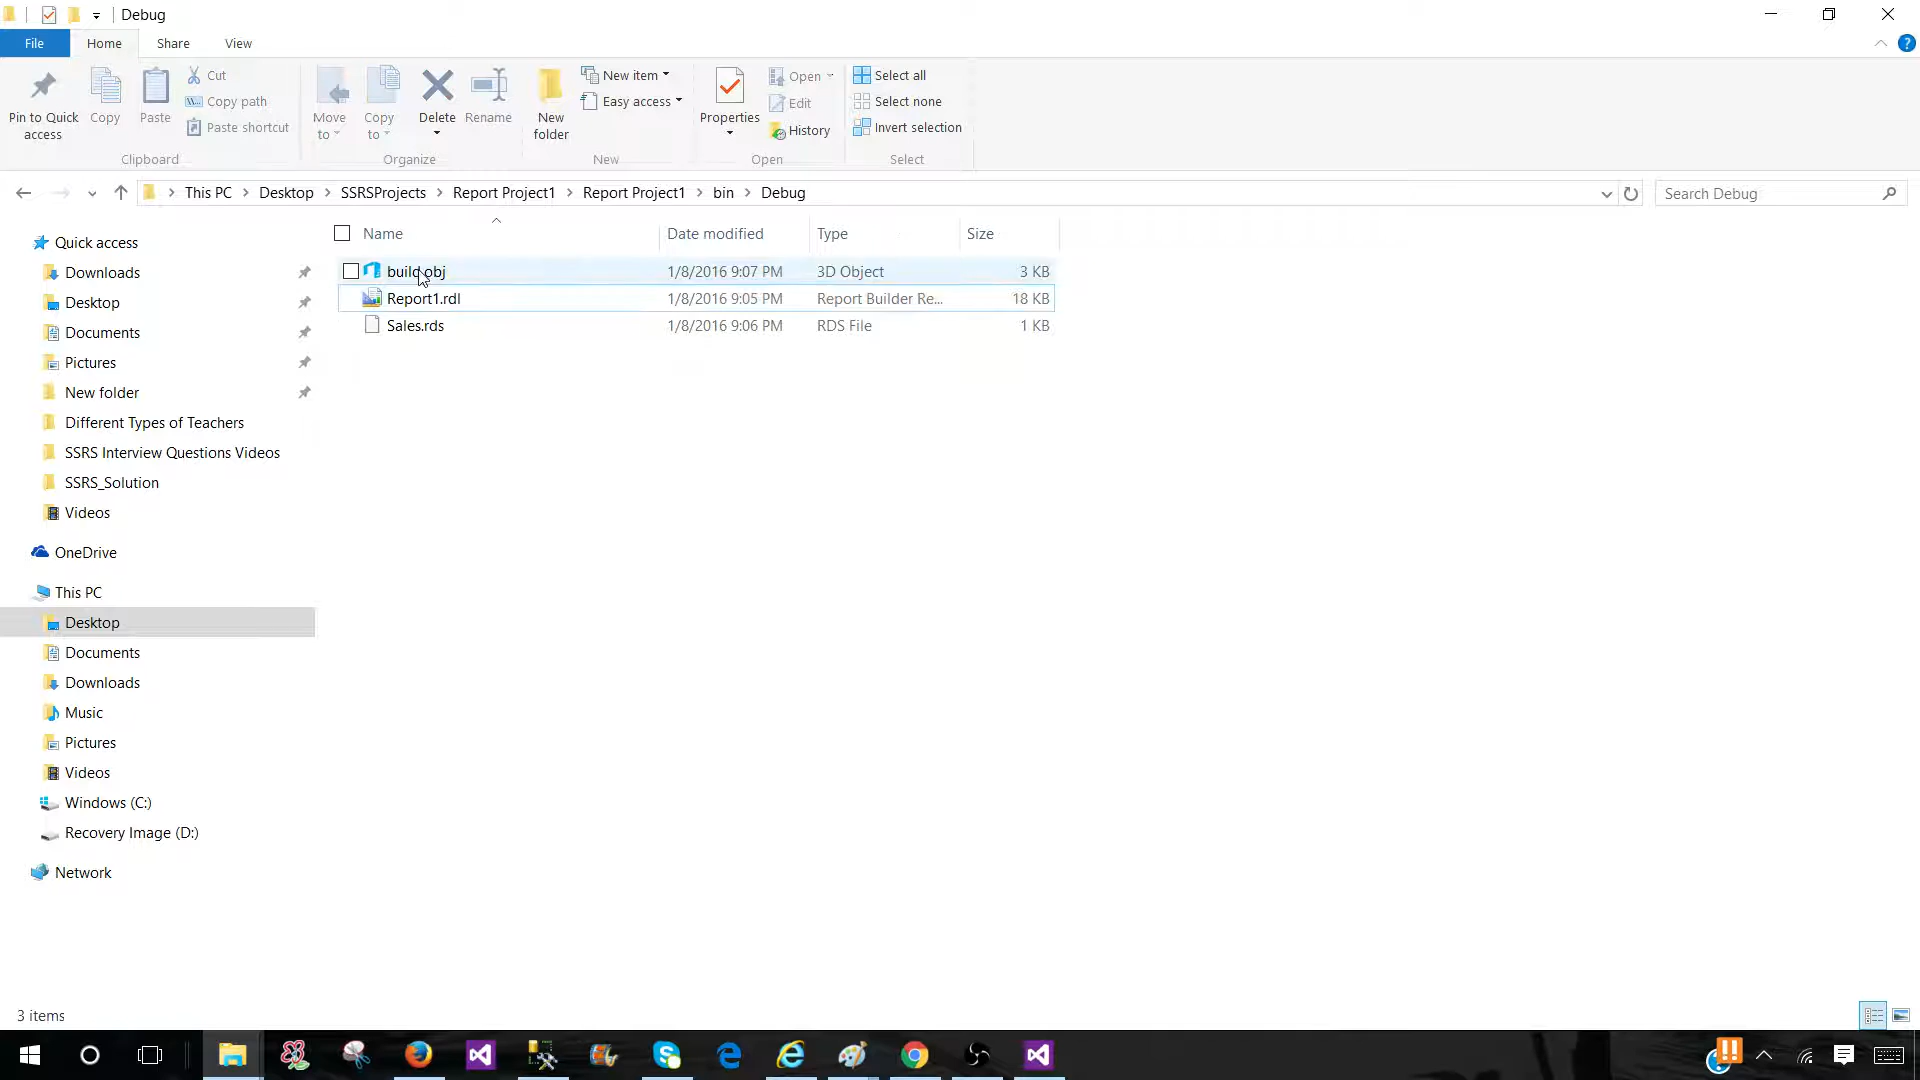 Debug
File Home Share View
Pin to Quick access
Copy
Paste
Cut
Copy path
Paste shortcut
Clipboard
Move to
Copy to
Delete
Rename
Organize
New folder
New item
Easy access
New
Properties
Open
Edit
History
Open
Select all
Select none
Invert selection
Select
This PC > Desktop > SSRSProjects > Report Project1 > Report Project1 > bin > Debug
Search Debug
Name Date modified Type Size
build.obj 1/8/2016 9:07 PM 3D Object 3 KB
Report1.rdl 1/8/2016 9:05 PM Report Builder Re... 18 KB
Sales.rds 1/8/2016 9:06 PM RDS File 1 KB
Quick access
Downloads
Desktop
Documents
Pictures
New folder
Different Types of Teachers
SSRS Interview Questions Videos
SSRS_Solution
Videos
OneDrive
This PC
Desktop
Documents
Downloads
Music
Pictures
Videos
Windows (C:)
Recovery Image (D:)
Network
3 items